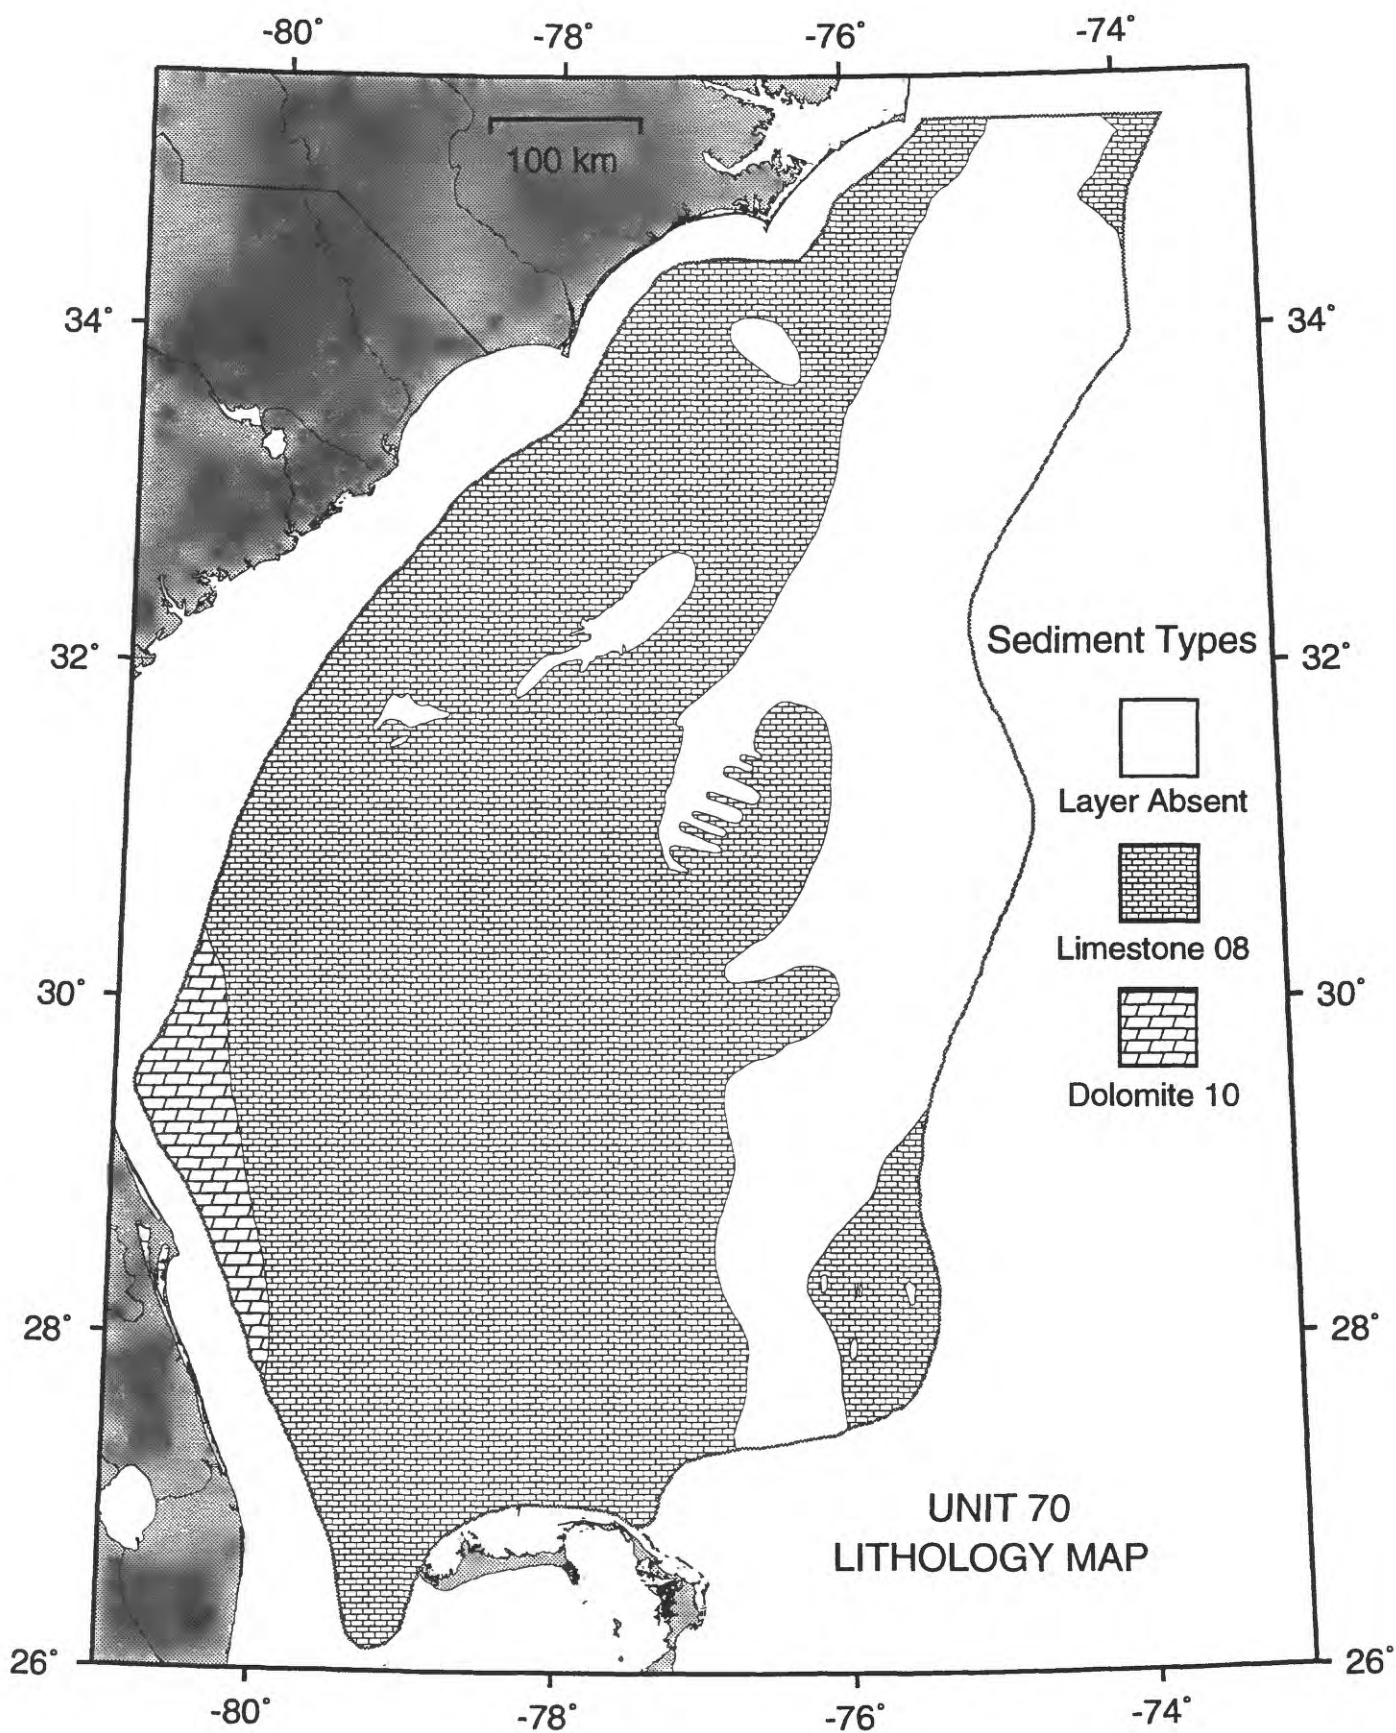 -80° -78° -76° -74°
100 km
34° 34°
32° 32°
Sediment Types
Layer Absent
Limestone 08
30° 30°
Dolomite 10
28° 28°
UNIT 70
LITHOLOGY MAP
26° 26°
-80° -78° -76° -74°